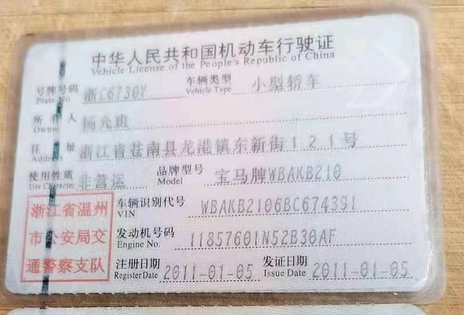 中华人民共和国机动车行驶证
Vehicle License of the People's Republic of China
号牌号码 Plate No. 浙C6730Y 车辆类型 Vehicle Type 小型轿车
所有人 Owner 杨
住址 浙江省苍南县龙港镇东新街121号
使用性质 Use Character 非营运 品牌型号 Model 宝马牌WBAKB210
浙江省温州
市公安局交
通警察支队
车辆识别代号 VIN WBAKB2106BC674391
发动机号码 Engine No. 11857601N52B30AF
注册日期 Register Date 2011-01-05 发证日期 Issue Date 2011-01-05